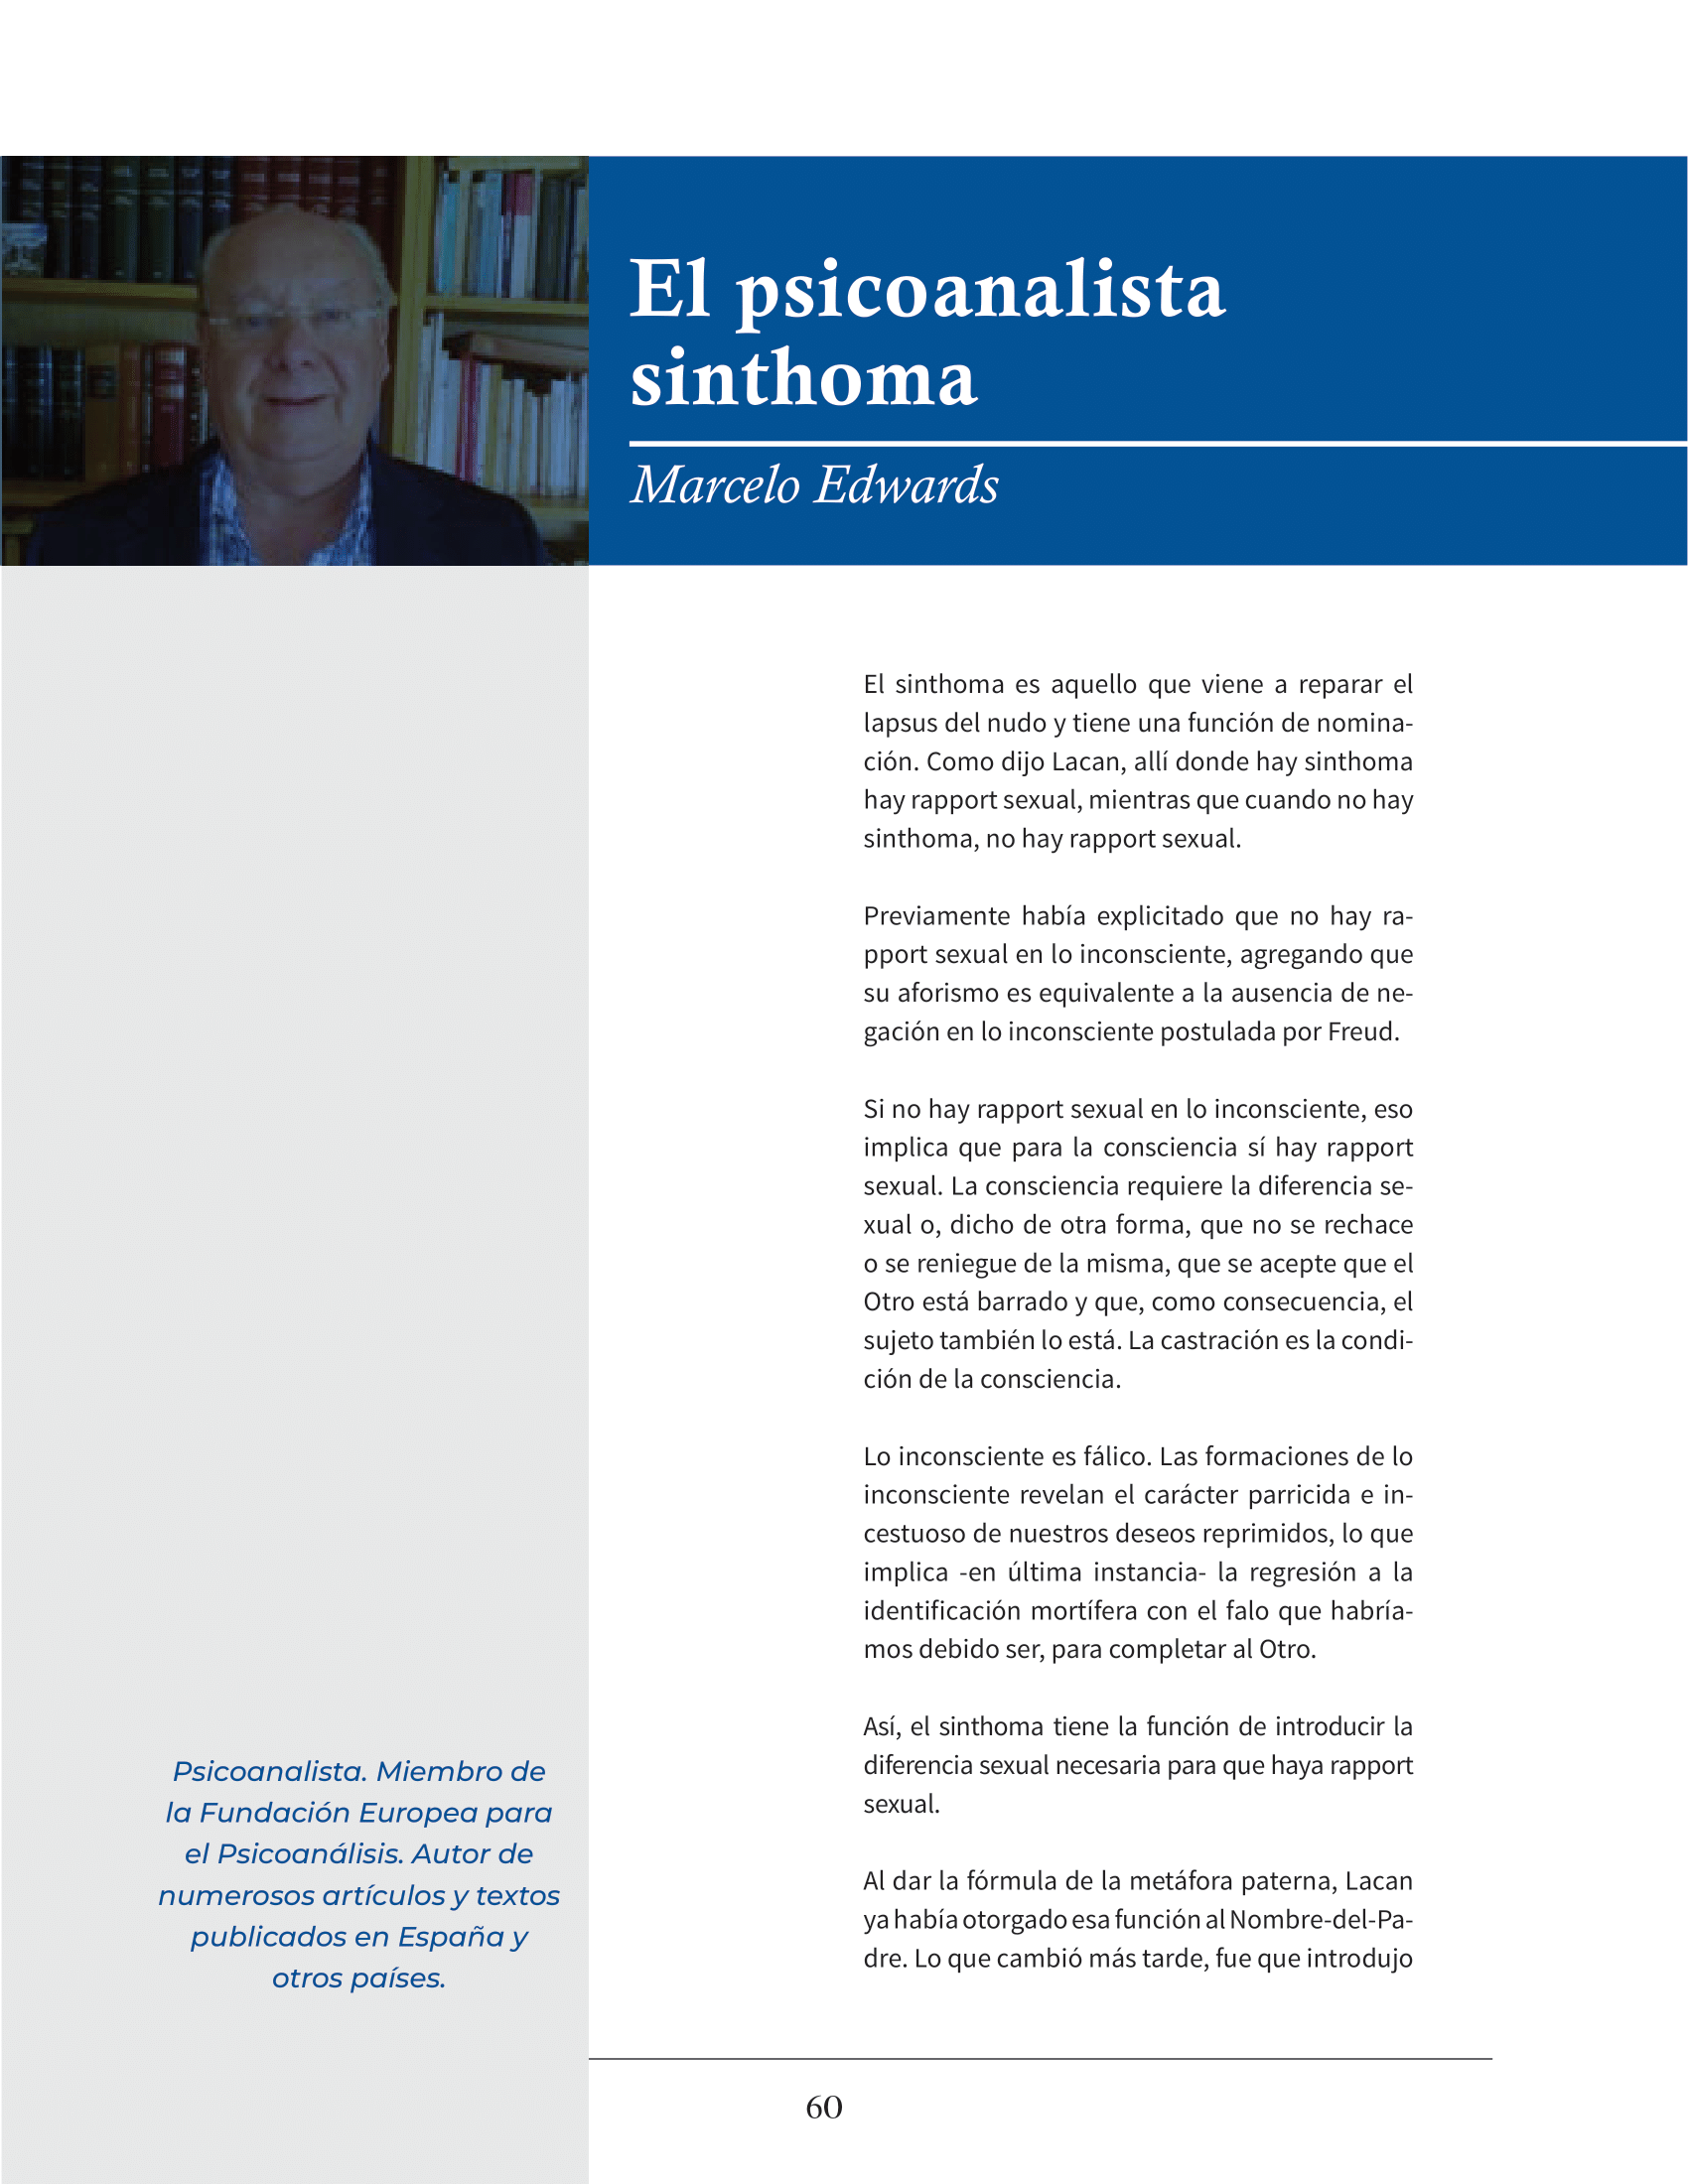 El psicoanalista
sinthoma
Marcelo Edwards
El sinthoma es aquello que viene a reparar el
lapsus del nudo y tiene una función de nomina-
ción. Como dijo Lacan, allí donde hay sinthoma
hay rapport sexual, mientras que cuando no hay
sinthoma, no hay rapport sexual.
Previamente había explicitado que no hay ra-
pport sexual en lo inconsciente, agregando que
su aforismo es equivalente a la ausencia de ne-
gación en lo inconsciente postulada por Freud.
Si no hay rapport sexual en lo inconsciente, eso
implica que para la consciencia sí hay rapport
sexual. La consciencia requiere la diferencia se-
xual o, dicho de otra forma, que no se rechace
o se reniegue de la misma, que se acepte que el
Otro está barrado y que, como consecuencia, el
sujeto también lo está. La castración es la condi-
ción de la consciencia.
Lo inconsciente es fálico. Las formaciones de lo
inconsciente revelan el carácter parricida e in-
cestuoso de nuestros deseos reprimidos, lo que
implica -en última instancia- la regresión a la
identificación mortífera con el falo que habría-
mos debido ser, para completar al Otro.
Así, el sinthoma tiene la función de introducir la
diferencia sexual necesaria para que haya rapport
sexual.
Al dar la fórmula de la metáfora paterna, Lacan
ya había otorgado esa función al Nombre-del-Pa-
dre. Lo que cambió más tarde, fue que introdujo
Psicoanalista. Miembro de
la Fundación Europea para
el Psicoanálisis. Autor de
numerosos artículos y textos
publicados en España y
otros países.
60